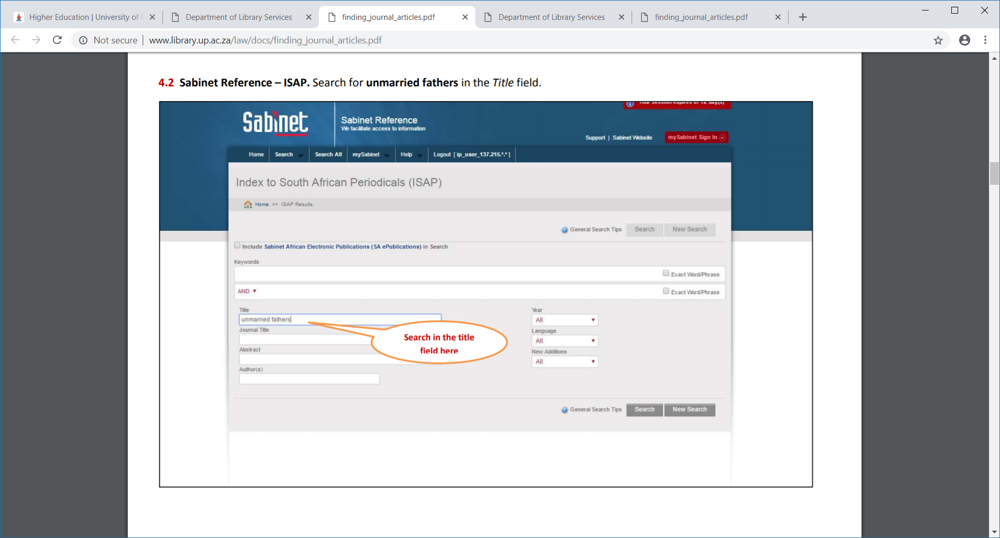 Higher Education | University of
Department of Library Services
finding_journal_articles.pdf
Department of Library Services
finding_journal_articles.pdf
Not secure | www.library.up.ac.za/law/docs/finding_journal_articles.pdf
4.2 Sabinet Reference – ISAP. Search for unmarried fathers in the Title field.
Your session expires in 12 day(s)
Sabinet
Sabinet Reference
We facilitate access to information
Support | Sabinet Website
mySabinet Sign In
Home
Search
Search All
mySabinet
Help
Logout [ ip_user_137.215.*.* ]
Index to South African Periodicals (ISAP)
Home >> ISAP Results
General Search Tips
Search
New Search
Include Sabinet African Electronic Publications (SA ePublications) in Search
Keywords
Exact Word/Phrase
AND
Exact Word/Phrase
Title
unmarried fathers
Journal Title
Abstract
Author(s)
Search in the title
field here
Year
All
Language
All
New Additions
All
General Search Tips
Search
New Search